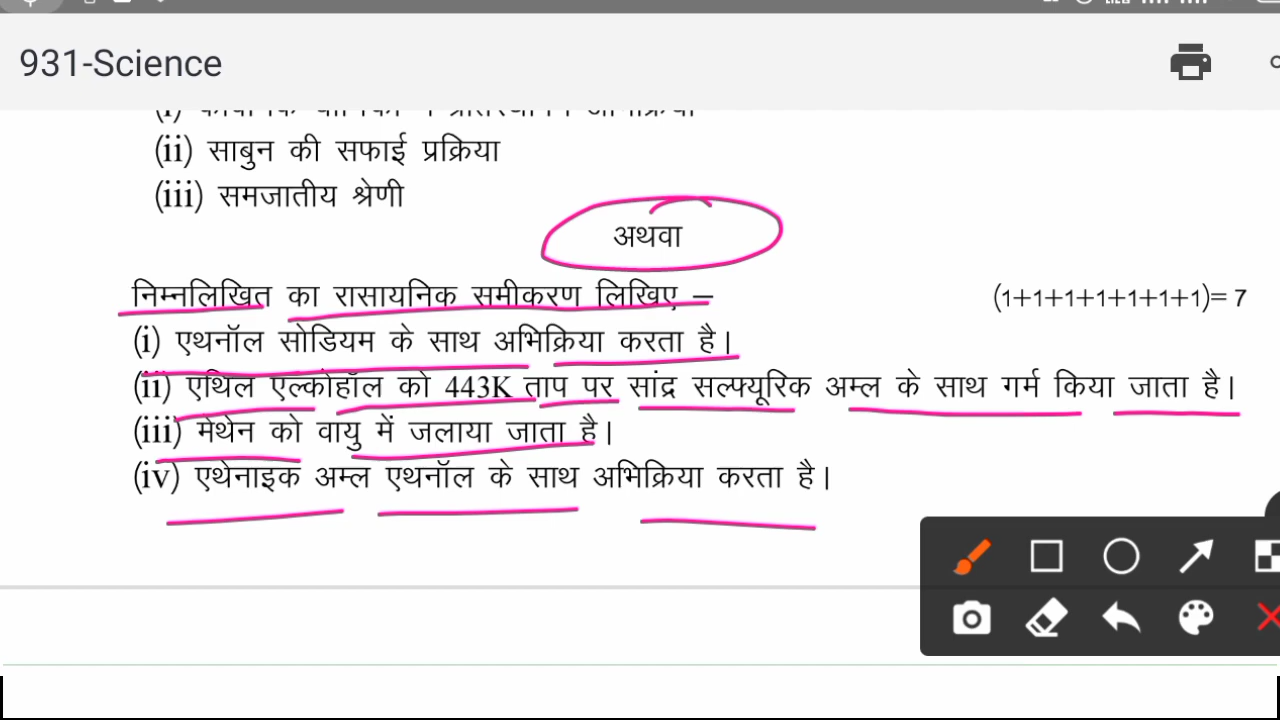 931-Science
(ii) साबुन की सफाई प्रक्रिया
(iii) समजातीय श्रेणी
अथवा
निम्नलिखित का रासायनिक समीकरण लिखिए – (1+1+1+1+1+1+1)= 7
(i) एथनॉल सोडियम के साथ अभिक्रिया करता है।
(ii) एथिल एल्कोहॉल को 443K ताप पर सांद्र सल्फ्यूरिक अम्ल के साथ गर्म किया जाता है।
(iii) मेथेन को वायु में जलाया जाता है।
(iv) एथेनाइक अम्ल एथनॉल के साथ अभिक्रिया करता है।